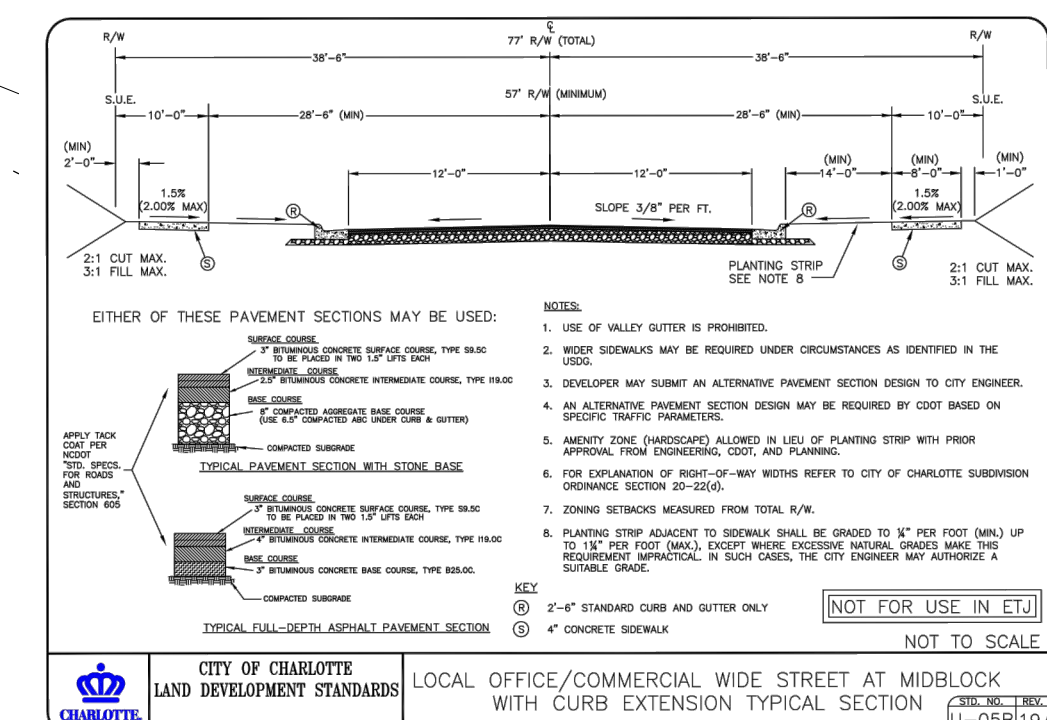 R/W
℄
77' R/W (TOTAL)
R/W
38'-6"
38'-6"
S.U.E.
57' R/W (MINIMUM)
S.U.E.
10'-0"
28'-6" (MIN)
28'-6" (MIN)
10'-0"
(MIN)
2'-0"
12'-0"
12'-0"
(MIN)
14'-0"
(MIN)
8'-0"
(MIN)
1'-0"
1.5%
(2.00% MAX)
R
SLOPE 3/8" PER FT.
R
1.5%
(2.00% MAX)
S
S
2:1 CUT MAX.
3:1 FILL MAX.
PLANTING STRIP
SEE NOTE 8
2:1 CUT MAX.
3:1 FILL MAX.
EITHER OF THESE PAVEMENT SECTIONS MAY BE USED:
SURFACE COURSE
3" BITUMINOUS CONCRETE SURFACE COURSE, TYPE S9.5C
TO BE PLACED IN TWO 1.5" LIFTS EACH
INTERMEDIATE COURSE
2.5" BITUMINOUS CONCRETE INTERMEDIATE COURSE, TYPE I19.0C
BASE COURSE
8" COMPACTED AGGREGATE BASE COURSE
(USE 6.5" COMPACTED ABC UNDER CURB & GUTTER)
COMPACTED SUBGRADE
TYPICAL PAVEMENT SECTION WITH STONE BASE
APPLY TACK
COAT PER
NCDOT
"STD. SPECS.
FOR ROADS
AND
STRUCTURES,"
SECTION 605
SURFACE COURSE
3" BITUMINOUS CONCRETE SURFACE COURSE, TYPE S9.5C
TO BE PLACED IN TWO 1.5" LIFTS EACH
INTERMEDIATE COURSE
4" BITUMINOUS CONCRETE INTERMEDIATE COURSE, TYPE I19.0C
BASE COURSE
3" BITUMINOUS CONCRETE BASE COURSE, TYPE B25.0C.
COMPACTED SUBGRADE
TYPICAL FULL-DEPTH ASPHALT PAVEMENT SECTION
NOTES:
1. USE OF VALLEY GUTTER IS PROHIBITED.
2. WIDER SIDEWALKS MAY BE REQUIRED UNDER CIRCUMSTANCES AS IDENTIFIED IN THE
USDG.
3. DEVELOPER MAY SUBMIT AN ALTERNATIVE PAVEMENT SECTION DESIGN TO CITY ENGINEER.
4. AN ALTERNATIVE PAVEMENT SECTION DESIGN MAY BE REQUIRED BY CDOT BASED ON
SPECIFIC TRAFFIC PARAMETERS.
5. AMENITY ZONE (HARDSCAPE) ALLOWED IN LIEU OF PLANTING STRIP WITH PRIOR
APPROVAL FROM ENGINEERING, CDOT, AND PLANNING.
6. FOR EXPLANATION OF RIGHT-OF-WAY WIDTHS REFER TO CITY OF CHARLOTTE SUBDIVISION
ORDINANCE SECTION 20-22(d).
7. ZONING SETBACKS MEASURED FROM TOTAL R/W.
8. PLANTING STRIP ADJACENT TO SIDEWALK SHALL BE GRADED TO ¼" PER FOOT (MIN.) UP
TO 1¼" PER FOOT (MAX.), EXCEPT WHERE EXCESSIVE NATURAL GRADES MAKE THIS
REQUIREMENT IMPRACTICAL. IN SUCH CASES, THE CITY ENGINEER MAY AUTHORIZE A
SUITABLE GRADE.
KEY
R 2'-6" STANDARD CURB AND GUTTER ONLY
S 4" CONCRETE SIDEWALK
NOT FOR USE IN ETJ
NOT TO SCALE
CHARLOTTE.
CITY OF CHARLOTTE
LAND DEVELOPMENT STANDARDS
LOCAL OFFICE/COMMERCIAL WIDE STREET AT MIDBLOCK
WITH CURB EXTENSION TYPICAL SECTION
STD. NO. REV.
U-05B 19